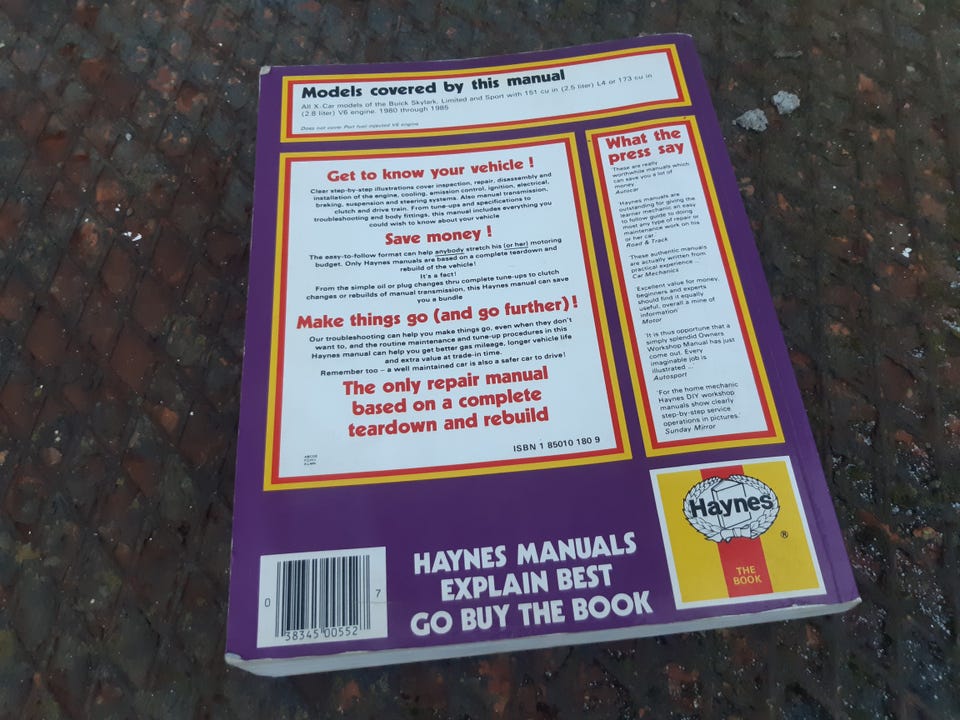 Models covered by this manual
All X-Car models of the Buick Skylark, Limited and Sport with 151 cu in (2.5 liter) L4 or 173 cu in
(2.8 liter) V6 engine. 1980 through 1985
Does not cover Port fuel injected V6 engine
Get to know your vehicle !
Clear step-by-step illustrations cover inspection, repair, disassembly and
installation of the engine, cooling, emission control, ignition, electrical,
braking, suspension and steering systems. Also manual transmission,
clutch and drive train. From tune-ups and specifications to
troubleshooting and body fittings, this manual includes everything you
could wish to know about your vehicle
Save money !
The easy-to-follow format can help anybody stretch his (or her) motoring
budget. Only Haynes manuals are based on a complete teardown and
rebuild of the vehicle!
It's a fact!
From the simple oil or plug changes thru complete tune-ups to clutch
changes or rebuilds of manual transmission, this Haynes manual can save
you a bundle
Make things go (and go further) !
Our troubleshooting can help you make things go, even when they don't
want to, and the routine maintenance and tune-up procedures in this
Haynes manual can help you get better gas mileage, longer vehicle life
and extra value at trade-in time.
Remember too – a well maintained car is also a safer car to drive!
The only repair manual
based on a complete
teardown and rebuild
ISBN 1 85010 180 9
What the
press say
'These are really
worthwhile manuals which
can save you a lot of
money'
Autocar
'Haynes manuals are
outstanding for giving the
learner mechanic an easy
to follow guide to doing
most any type of repair or
maintenance work on his
or her car.'
Road & Track
'These authentic manuals
are actually written from
practical experience ...'
Car Mechanics
'Excellent value for money,
beginners and experts
should find it equally
useful, overall a mine of
information'
Motor
'It is thus opportune that a
simply splendid Owners
Workshop Manual has just
come out. Every
imaginable job is
illustrated ...'
Autosport
'For the home mechanic
Haynes DIY workshop
manuals show clearly
step-by-step service
operations in pictures.'
Sunday Mirror
Haynes
®
THE
BOOK
HAYNES MANUALS
EXPLAIN BEST
GO BUY THE BOOK
0 38345 00552 7